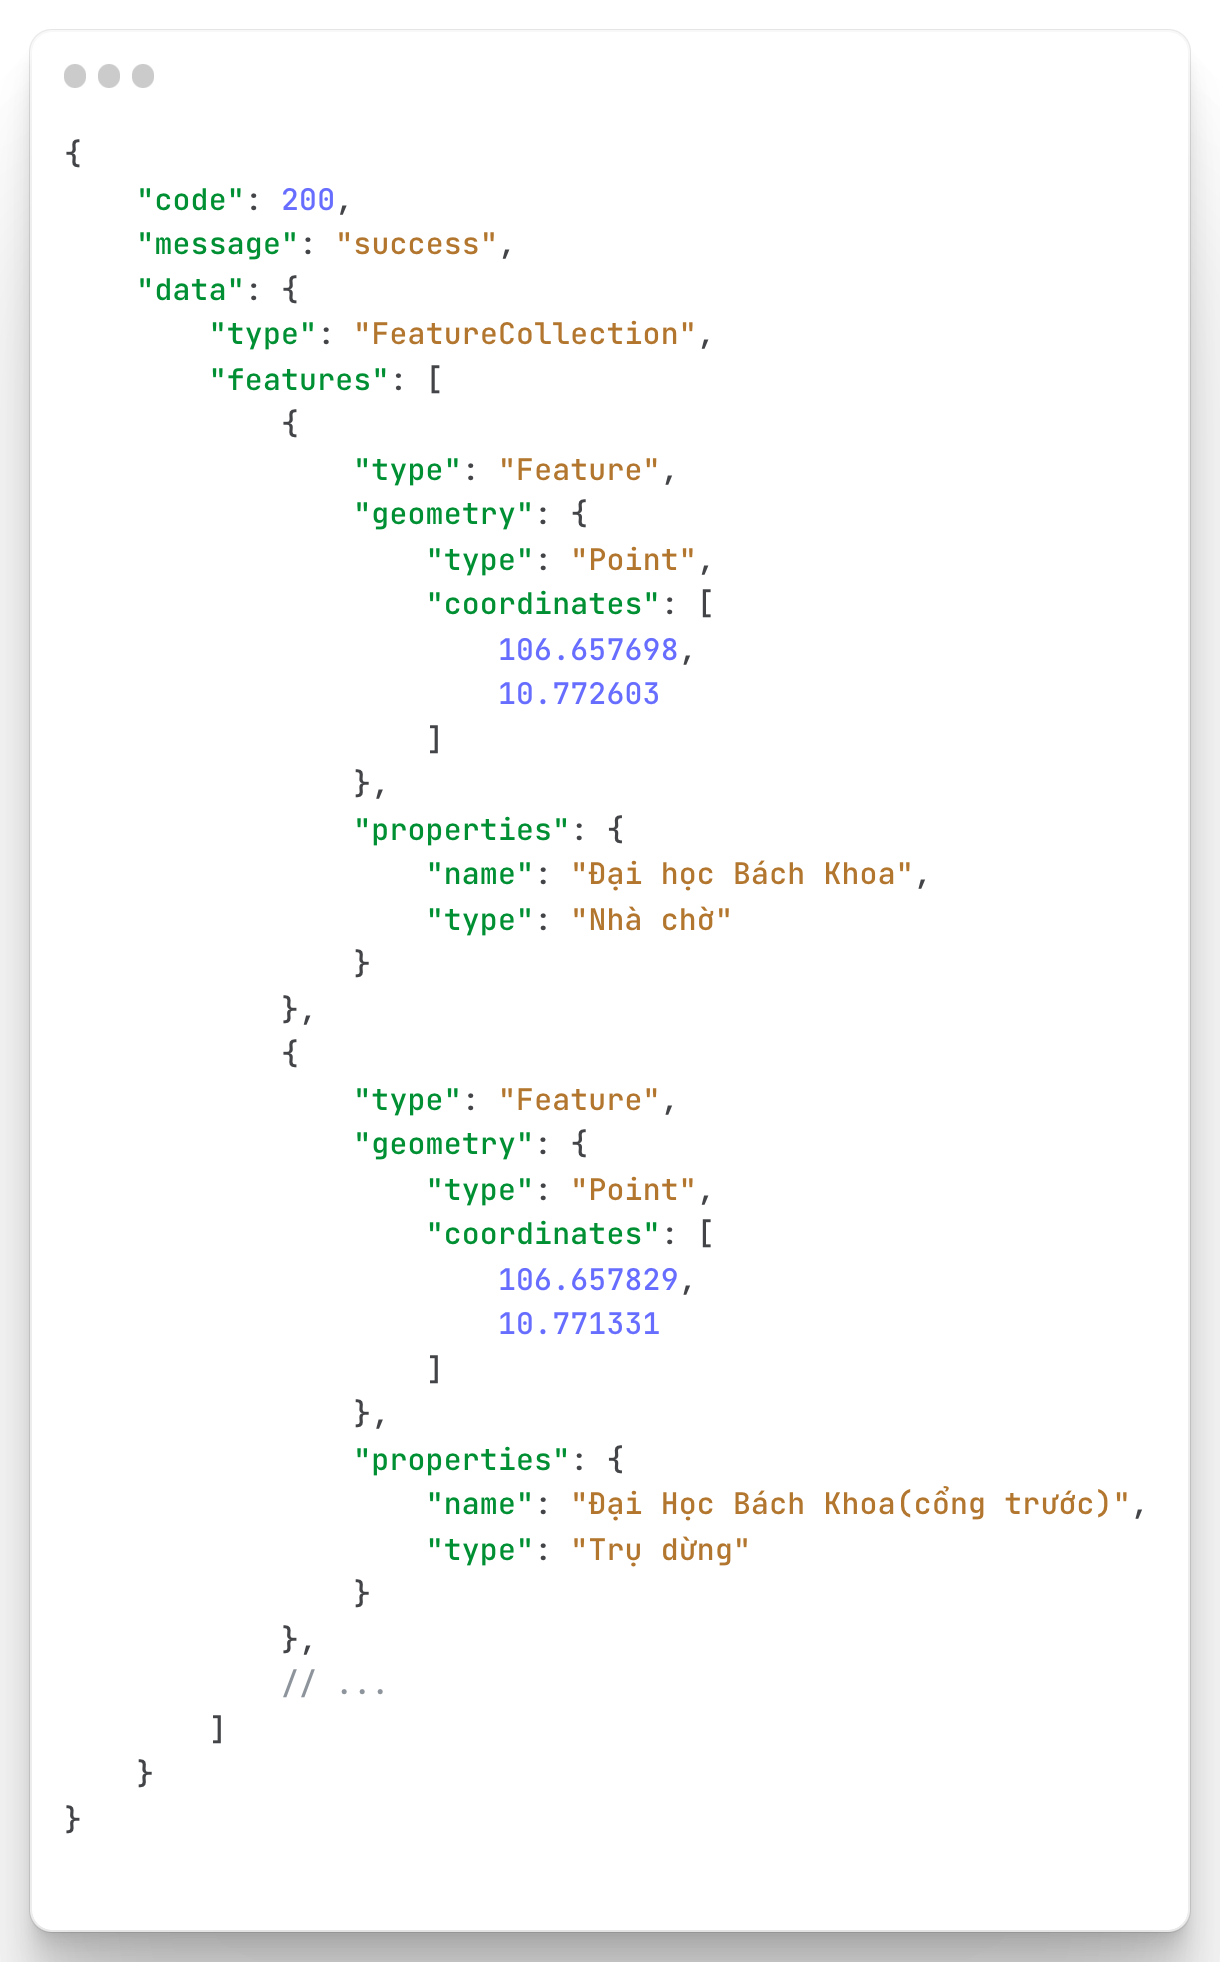 {
    "code": 200,
    "message": "success",
    "data": {
        "type": "FeatureCollection",
        "features": [
            {
                "type": "Feature",
                "geometry": {
                    "type": "Point",
                    "coordinates": [
                        106.657698,
                        10.772603
                    ]
                },
                "properties": {
                    "name": "Đại học Bách Khoa",
                    "type": "Nhà chờ"
                }
            },
            {
                "type": "Feature",
                "geometry": {
                    "type": "Point",
                    "coordinates": [
                        106.657829,
                        10.771331
                    ]
                },
                "properties": {
                    "name": "Đại Học Bách Khoa(cổng trước)",
                    "type": "Trụ dừng"
                }
            },
            // ...
        ]
    }
}